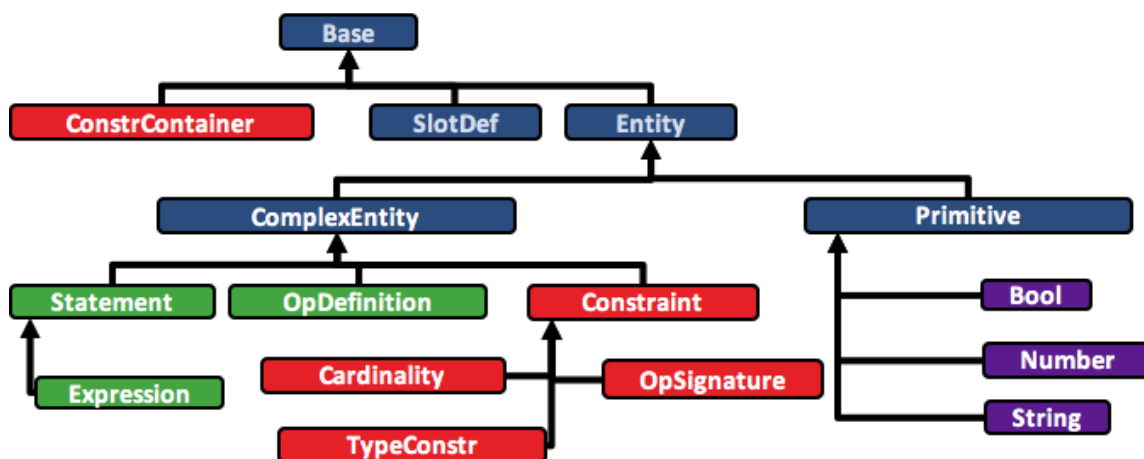 Base
ConstrContainer
SlotDef
Entity
ComplexEntity
Primitive
Statement
OpDefinition
Constraint
Bool
Cardinality
OpSignature
Number
Expression
String
TypeConstr